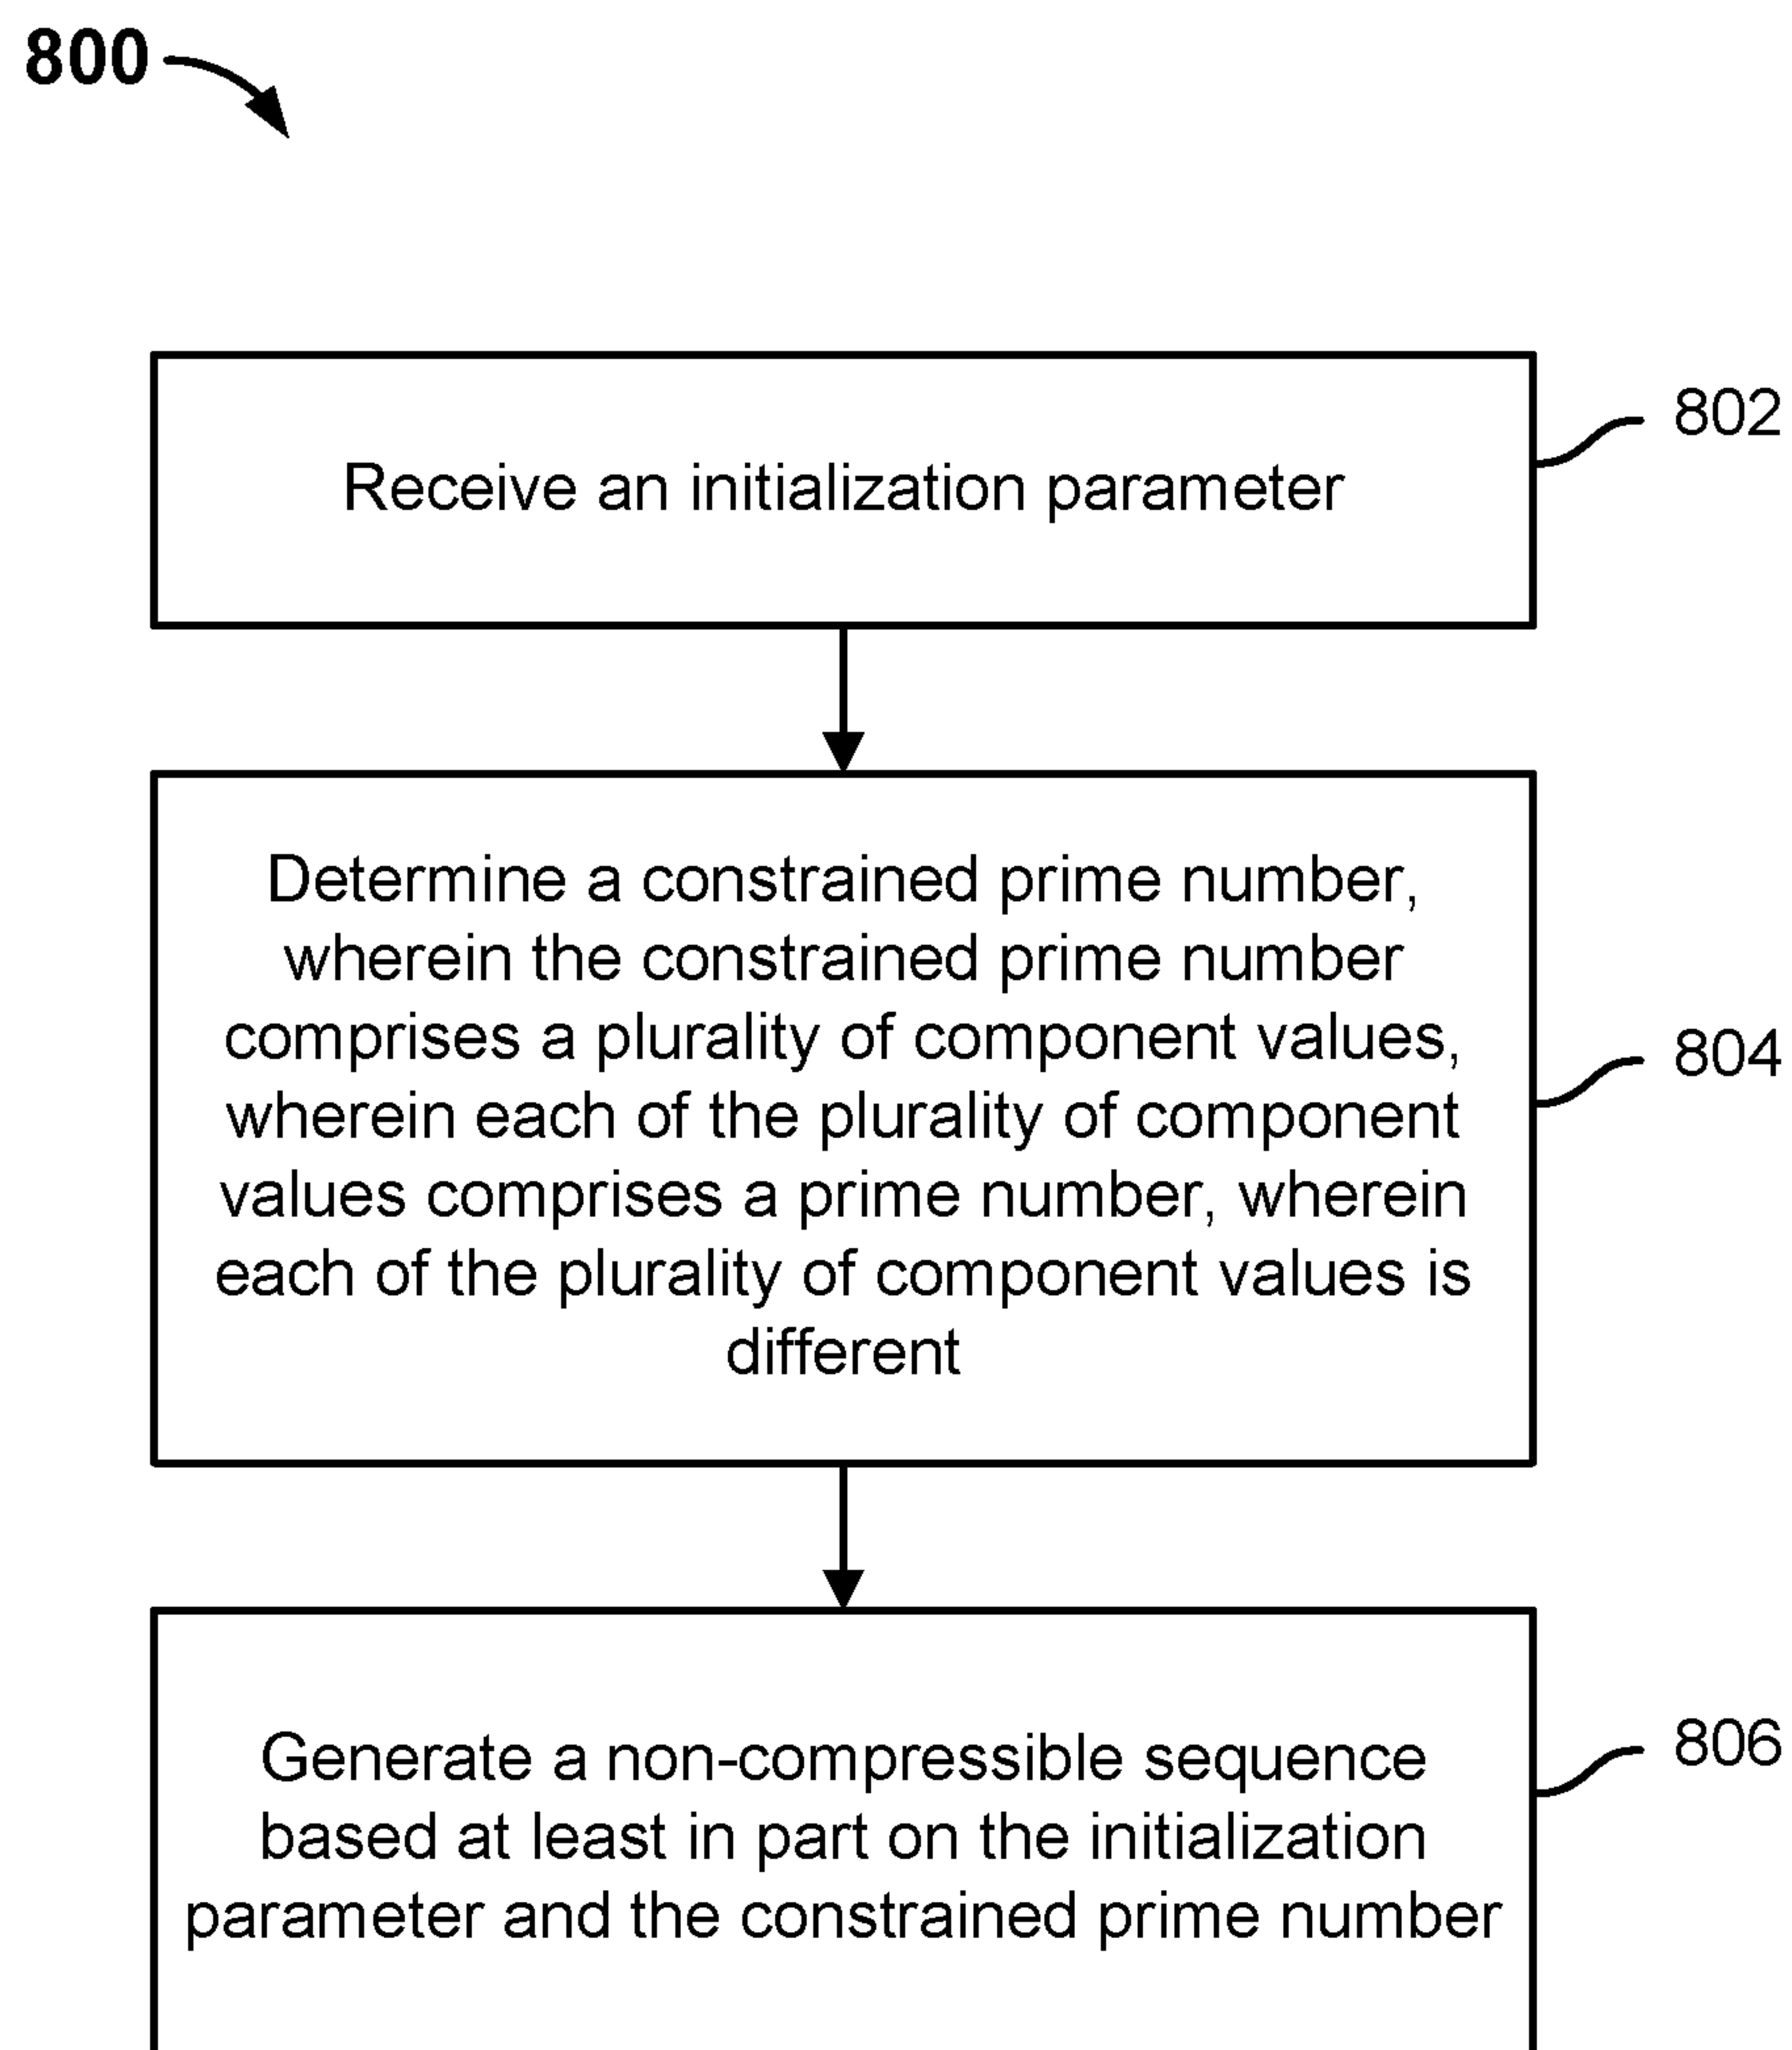 800
Receive an initialization parameter
802
Determine a constrained prime number,
wherein the constrained prime number
comprises a plurality of component values,
wherein each of the plurality of component
values comprises a prime number, wherein
each of the plurality of component values is
different
804
Generate a non-compressible sequence
based at least in part on the initialization
parameter and the constrained prime number
806